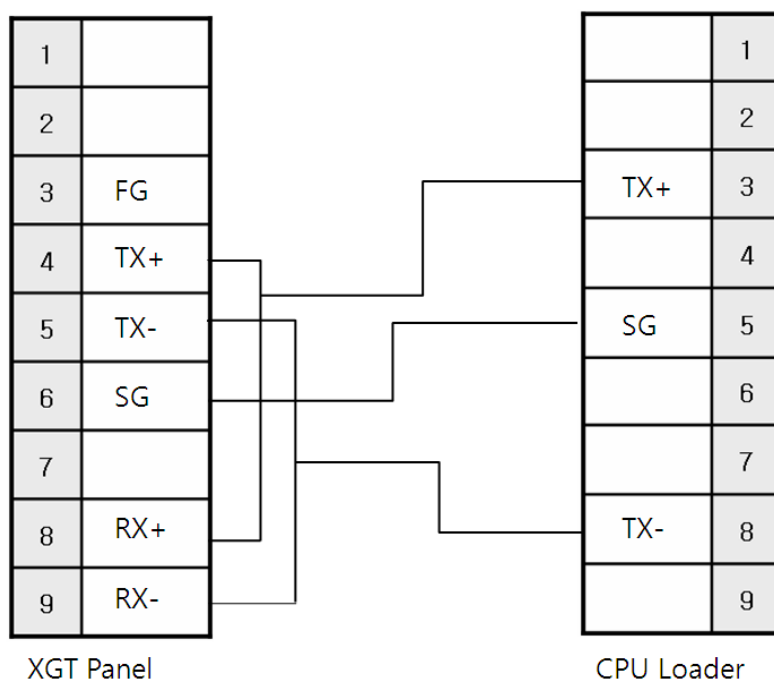 1
2
3 FG
4 TX+
5 TX-
6 SG
7
8 RX+
9 RX-
XGT Panel
1
2
TX+ 3
4
SG 5
6
7
TX- 8
9
CPU Loader